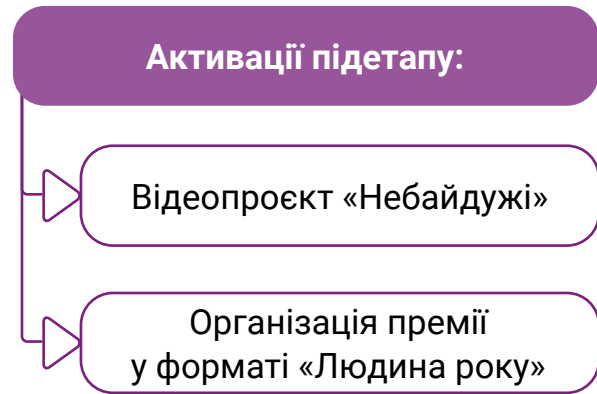 Активації підетапу:
Відеопроєкт «Небайдужі»
Організація премії
у форматі «Людина року»